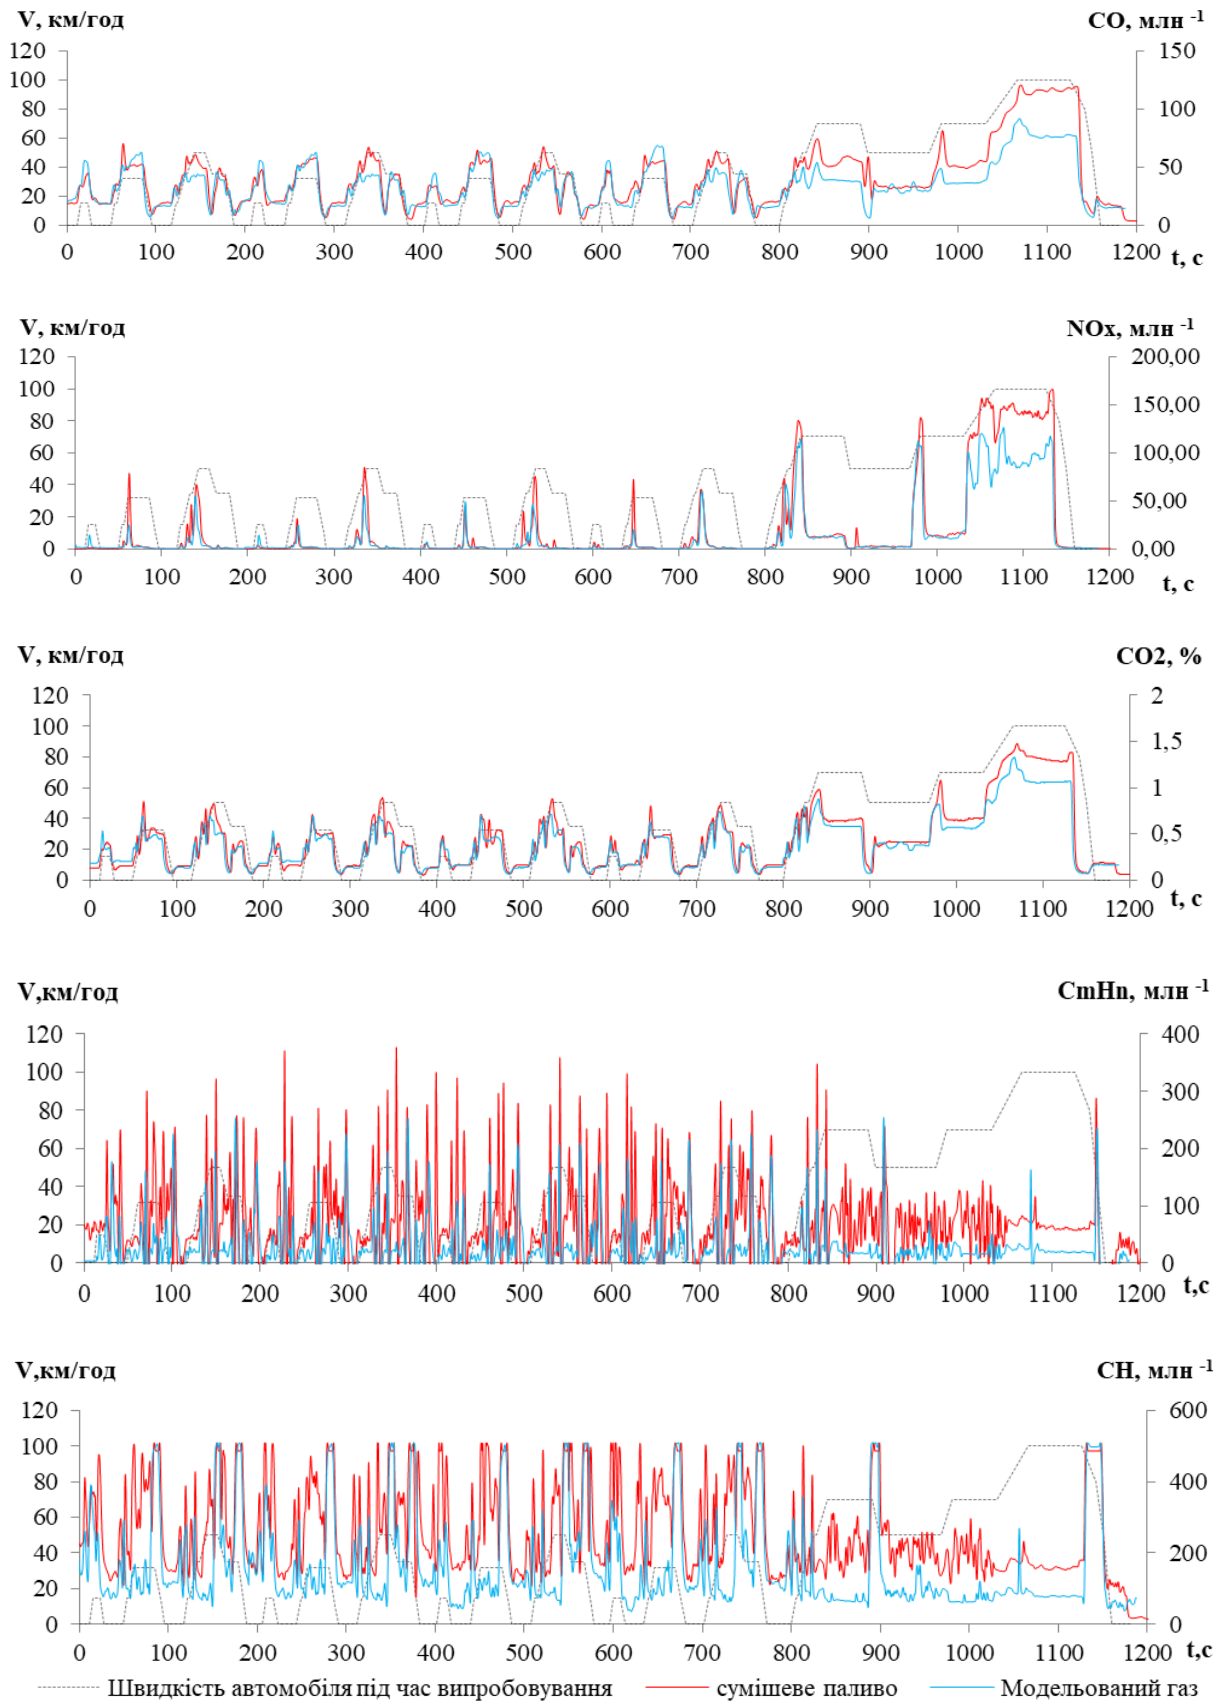 V, км/год CO, млн -1
120 150
100
80 100
60
40 50
20
0 0
0 100 200 300 400 500 600 700 800 900 1000 1100 1200
t, с
V, км/год NOx, млн -1
120 200,00
100
80 150,00
60 100,00
40
20 50,00
0 0,00
0 100 200 300 400 500 600 700 800 900 1000 1100 1200
t, с
V, км/год CO2, %
120 2
100
80 1,5
60 1
40
20 0,5
0 0
0 100 200 300 400 500 600 700 800 900 1000 1100 1200
t, с
V,км/год CmHn, млн -1
120 400
100
80 300
60 200
40
20 100
0 0
0 100 200 300 400 500 600 700 800 900 1000 1100 1200 t,с
V,км/год CH, млн -1
120 600
100 500
80 400
60 300
40 200
20 100
0 0
0 100 200 300 400 500 600 700 800 900 1000 1100 1200 t,с
Швидкість автомобіля під час випробовування сумішеве паливо Модельований газ